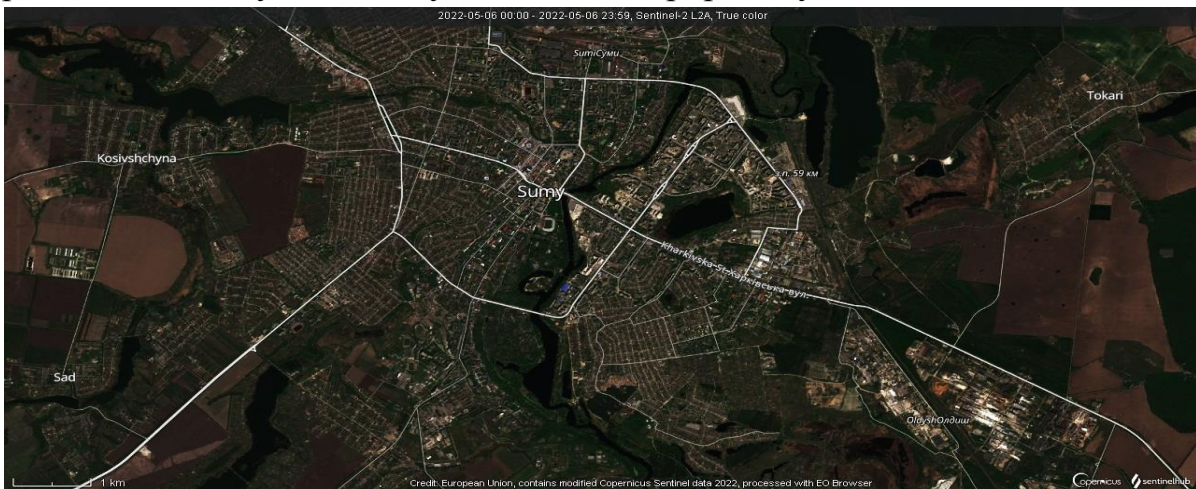 2022-05-06 00:00 - 2022-05-06 23:59, Sentinel-2 L2A, True color
SumiСуми
Tokari
Kosivshchyna
з.п. 59 км
Sumy
Kharkivska St Харківська вул.
Sad
OldyshОлдиш
1 km
Credit: European Union, contains modified Copernicus Sentinel data 2022, processed with EO Browser
opernicus
sentinelhub